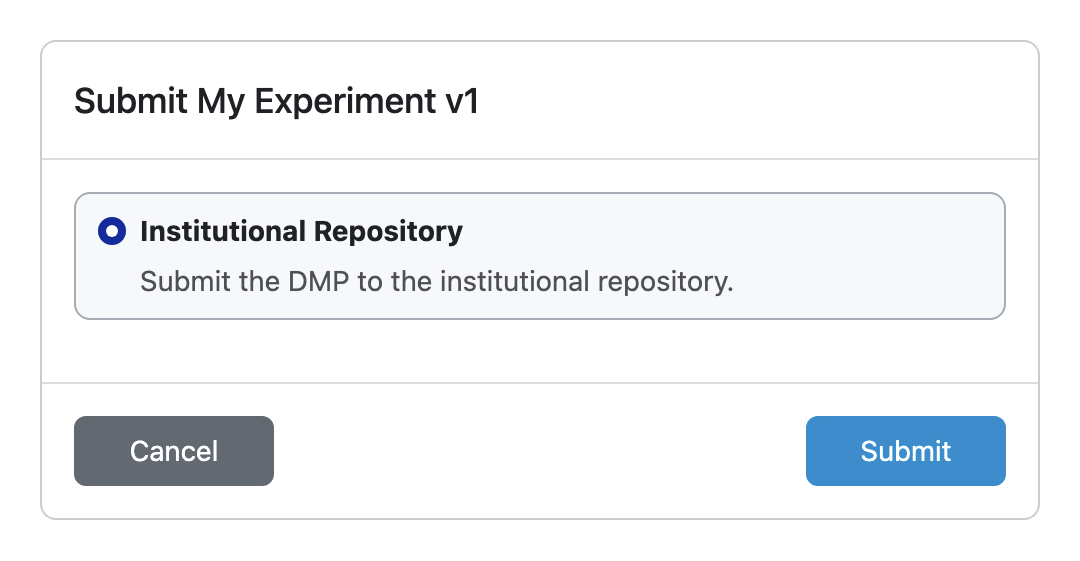 Submit My Experiment v1
Institutional Repository
Submit the DMP to the institutional repository.
Cancel
Submit